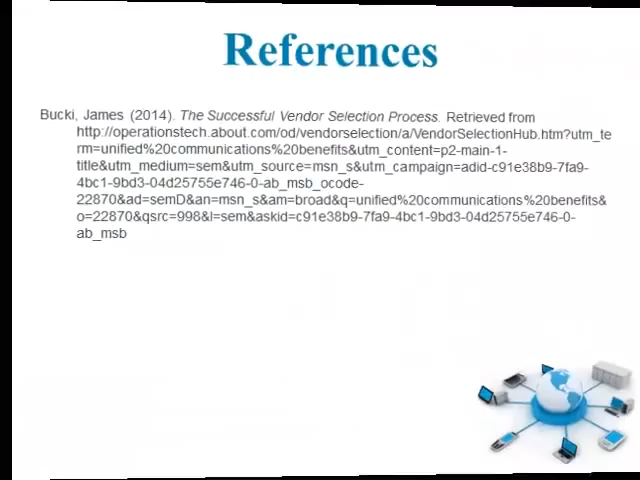 References
Bucki, James (2014). The Successful Vendor Selection Process. Retrieved from
http://operationstech.about.com/od/vendorselection/a/VendorSelectionHub.htm?utm_te
rm=unified%20communications%20benefits&utm_content=p2-main-1-
title&utm_medium=sem&utm_source=msn_s&utm_campaign=adid-c91e38b9-7fa9-
4bc1-9bd3-04d25755e746-0-ab_msb_ocode-
22870&ad=semD&an=msn_s&am=broad&q=unified%20communications%20benefits&
o=22870&qsrc=998&l=sem&askid=c91e38b9-7fa9-4bc1-9bd3-04d25755e746-0-
ab_msb